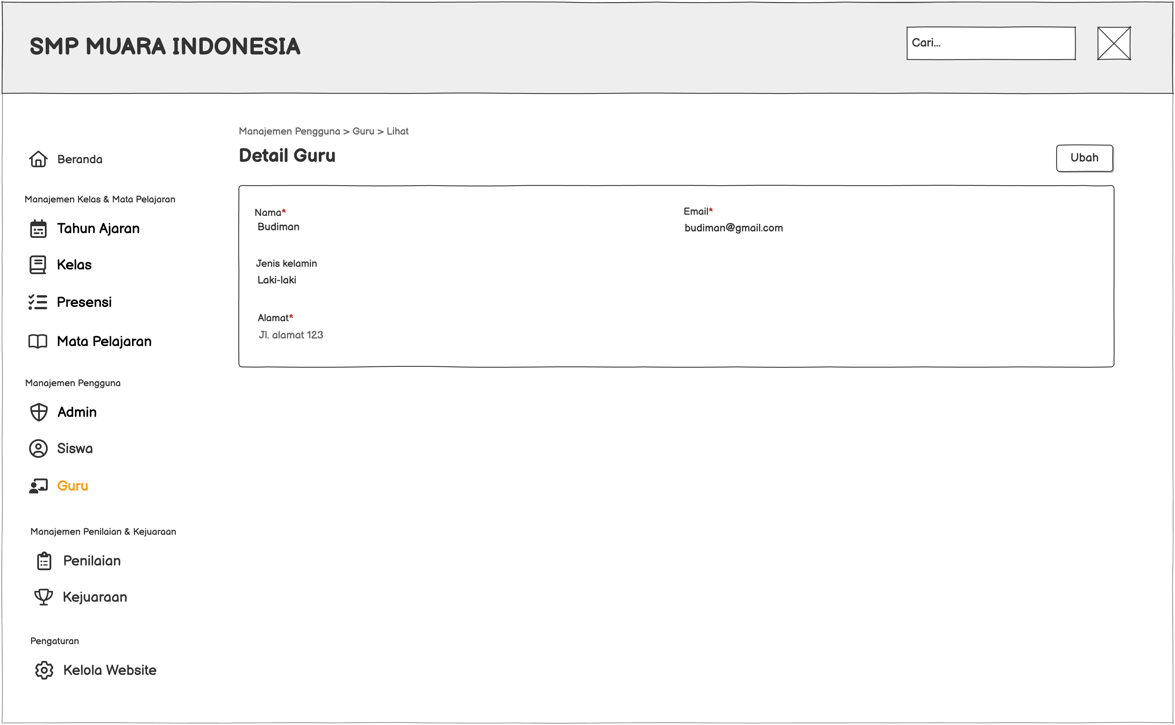 SMP MUARA INDONESIA
Cari...
Beranda
Manajemen Kelas & Mata Pelajaran
Tahun Ajaran
Kelas
Presensi
Mata Pelajaran
Manajemen Pengguna
Admin
Siswa
Guru
Manajemen Penilaian & Kejuaraan
Penilaian
Kejuaraan
Pengaturan
Kelola Website
Manajemen Pengguna > Guru > Lihat
Detail Guru
Ubah
Nama*
Budiman
Email*
budiman@gmail.com
Jenis kelamin
Laki-laki
Alamat*
Jl. alamat 123